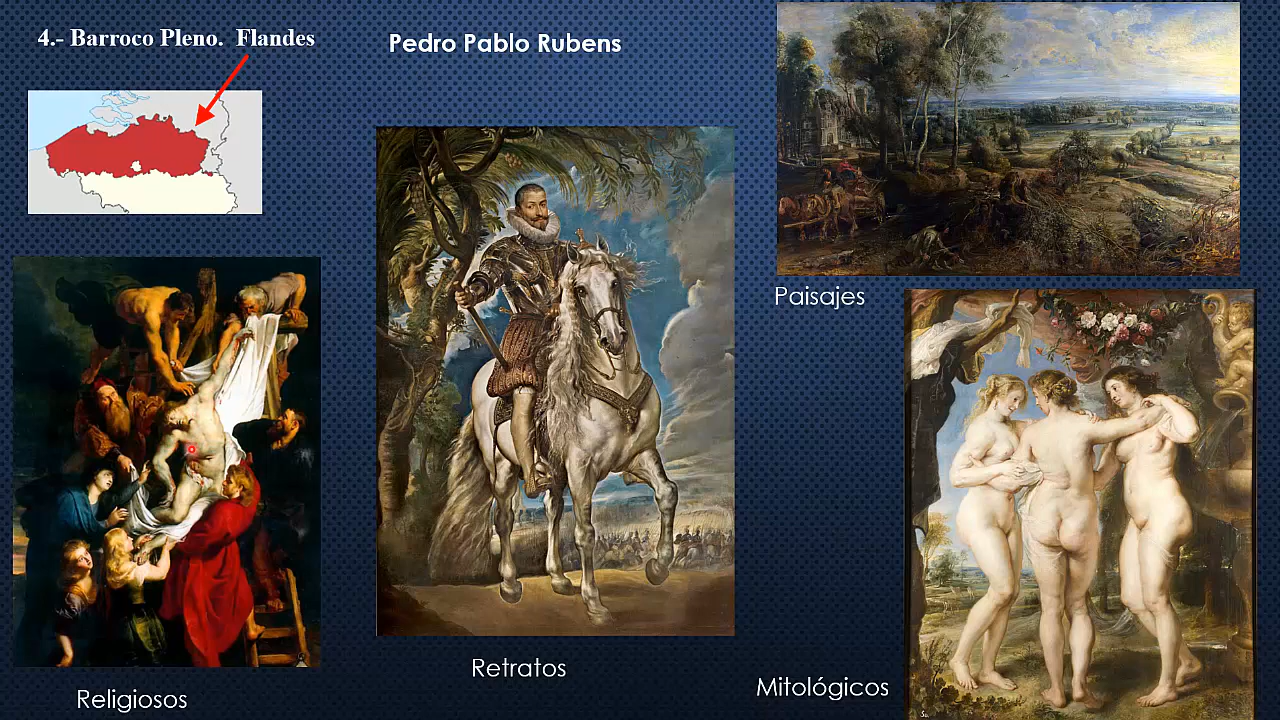 4.- Barroco Pleno.  Flandes
Pedro Pablo Rubens
Paisajes
Religiosos
Retratos
Mitológicos